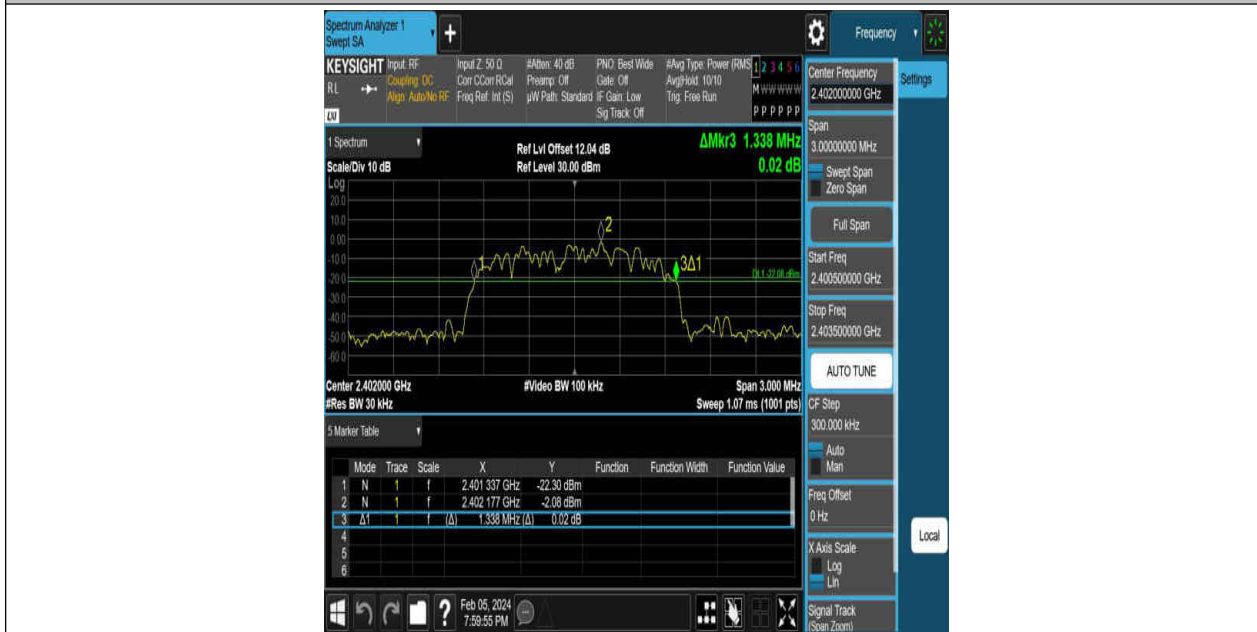 Spectrum Analyzer 1
Swept SA
+
Frequency
KEYSIGHT
RL
LXI
Input: RF
Coupling: DC
Align: Auto/No RF
Input Z: 50 Ω
Corr CCorr RCal
Freq Ref: Int (S)
#Atten: 40 dB
Preamp: Off
µW Path: Standard
PNO: Best Wide
Gate: Off
IF Gain: Low
Sig Track: Off
#Avg Type: Power (RMS
Avg|Hold: 10/10
Trig: Free Run
1 2 3 4 5 6
M W W W W W
P P P P P P
1 Spectrum
Scale/Div 10 dB
Ref Lvl Offset 12.04 dB
Ref Level 30.00 dBm
ΔMkr3 1.338 MHz
0.02 dB
Log
20.0
10.0
0.00
-10.0
-20.0
-30.0
-40.0
-50.0
-60.0
1
2
3Δ1
DL1 -22.08 dBm
Center 2.402000 GHz
#Video BW 100 kHz
Span 3.000 MHz
#Res BW 30 kHz
Sweep 1.07 ms (1001 pts)
5 Marker Table
Mode Trace Scale X Y Function Function Width Function Value
1 N 1 f 2.401 337 GHz -22.30 dBm
2 N 1 f 2.402 177 GHz -2.08 dBm
3 Δ1 1 f (Δ) 1.338 MHz (Δ) 0.02 dB
4
5
6
?
Feb 05, 2024
7:59:55 PM
Center Frequency
2.402000000 GHz
Settings
Span
3.00000000 MHz
Swept Span
Zero Span
Full Span
Start Freq
2.400500000 GHz
Stop Freq
2.403500000 GHz
AUTO TUNE
CF Step
300.000 kHz
Auto
Man
Freq Offset
0 Hz
Local
X Axis Scale
Log
Lin
Signal Track
(Span Zoom)